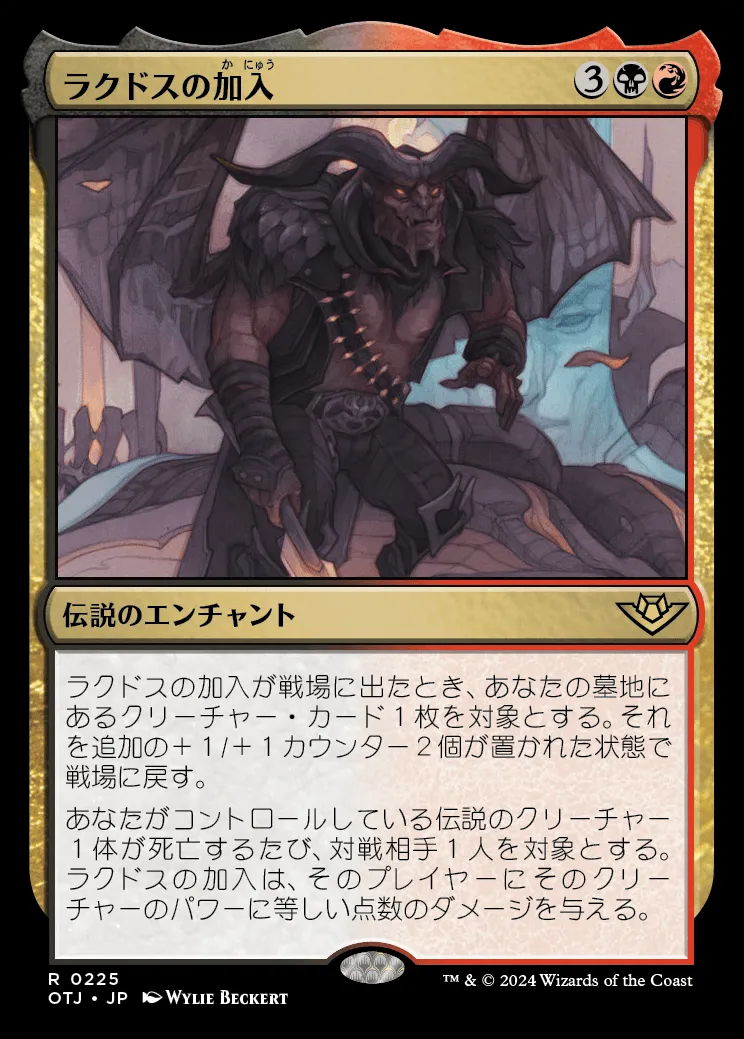 かにゅう
ラクドスの加入 3
伝説のエンチャント
ラクドスの加入が戦場に出たとき、あなたの墓地に
あるクリーチャー・カード１枚を対象とする。それ
を追加の＋１/＋１カウンター２個が置かれた状態で
戦場に戻す。
あなたがコントロールしている伝説のクリーチャー
１体が死亡するたび、対戦相手１人を対象とする。
ラクドスの加入は、そのプレイヤーにそのクリー
チャーのパワーに等しい点数のダメージを与える。
R 0225
OTJ • JP Wylie Beckert
™ & © 2024 Wizards of the Coast